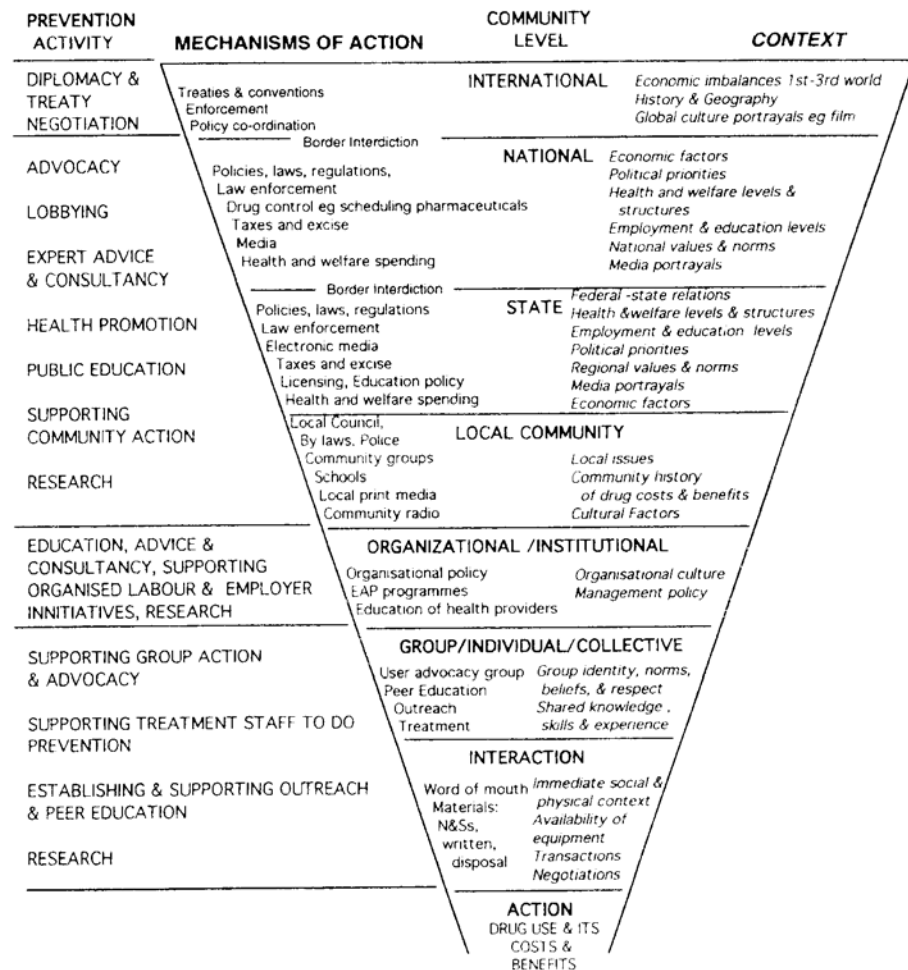 PREVENTION
ACTIVITY
MECHANISMS OF ACTION
COMMUNITY
LEVEL
CONTEXT
DIPLOMACY &
TREATY
NEGOTIATION
Treaties & conventions
Enforcement
Policy co-ordination
INTERNATIONAL
Economic imbalances 1st-3rd world
History & Geography
Global culture portrayals eg film
Border Interdiction
ADVOCACY
LOBBYING
EXPERT ADVICE
& CONSULTANCY
HEALTH PROMOTION
PUBLIC EDUCATION
SUPPORTING
COMMUNITY ACTION
RESEARCH
Policies, laws, regulations,
Law enforcement
Drug control eg scheduling pharmaceuticals
Taxes and excise
Media
Health and welfare spending
NATIONAL
Economic factors
Political priorities
Health and welfare levels &
structures
Employment & education levels
National values & norms
Media portrayals
Border Interdiction
Policies, laws, regulations
Law enforcement
Electronic media
Taxes and excise
Licensing, Education policy
Health and welfare spending
STATE
Federal -state relations
Health &welfare levels & structures
Employment & education levels
Political priorities
Regional values & norms
Media portrayals
Economic factors
Local Council,
By laws. Police
Community groups
Schools
Local print media
Community radio
LOCAL COMMUNITY
Local issues
Community history
of drug costs & benefits
Cultural Factors
EDUCATION, ADVICE &
CONSULTANCY, SUPPORTING
ORGANISED LABOUR & EMPLOYER
INNITIATIVES, RESEARCH
ORGANIZATIONAL /INSTITUTIONAL
Organisational policy
EAP programmes
Education of health providers
Organisational culture
Management policy
SUPPORTING GROUP ACTION
& ADVOCACY
SUPPORTING TREATMENT STAFF TO DO
PREVENTION
ESTABLISHING & SUPPORTING OUTREACH
& PEER EDUCATION
RESEARCH
GROUP/INDIVIDUAL/COLLECTIVE
User advocacy group
Peer Education
Outreach
Treatment
Group identity, norms,
beliefs, & respect
Shared knowledge ,
skills & experience
INTERACTION
Word of mouth
Materials:
N&Ss,
written,
disposal
Immediate social &
physical context
Availability of
equipment
Transactions
Negotiations
ACTION
DRUG USE & ITS
COSTS &
BENEFITS